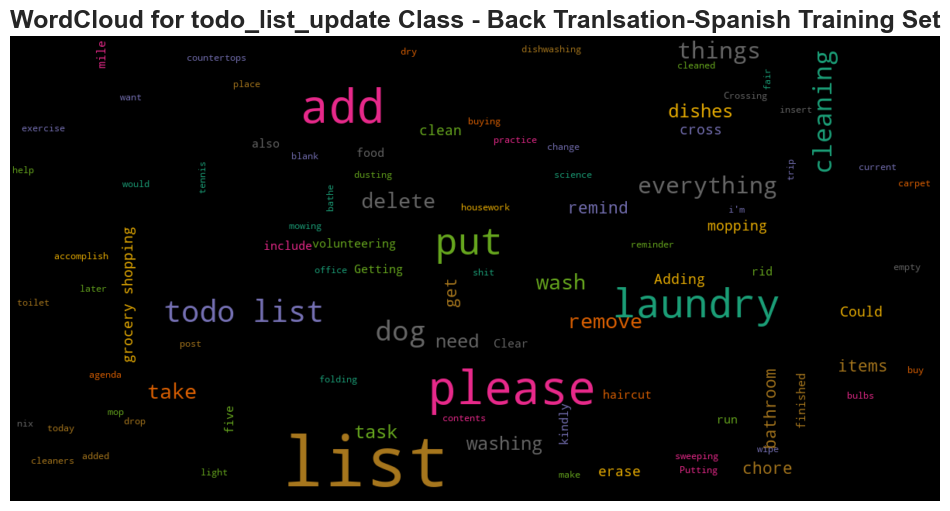 WordCloud for todo_list_update Class - Back Tranlsation-Spanish Training Set
mile
countertops
dry
dishwashing
things
cleaned
cleaning
fair
place
want
add
Crossing
insert
dishes
buying
clean
cross
exercise
practice
also
blank
food
change
help
would
tennis
bathe
dusting
science
trip
current
carpet
everything
delete
housework
remind
i'm
mowing
mopping
include
volunteering
put
reminder
accomplish
grocery shopping
office
Getting
shit
rid
empty
later
get
wash
Adding
toilet
todo list
laundry
remove
Could
dog
need
Clear
post
items
agenda
folding
please
buy
take
haircut
bathroom
finished
bulbs
mop
drop
five
contents
kindly
run
nix
today
task
washing
wipe
list
sweeping
cleaners
added
light
make
erase
Putting
chore